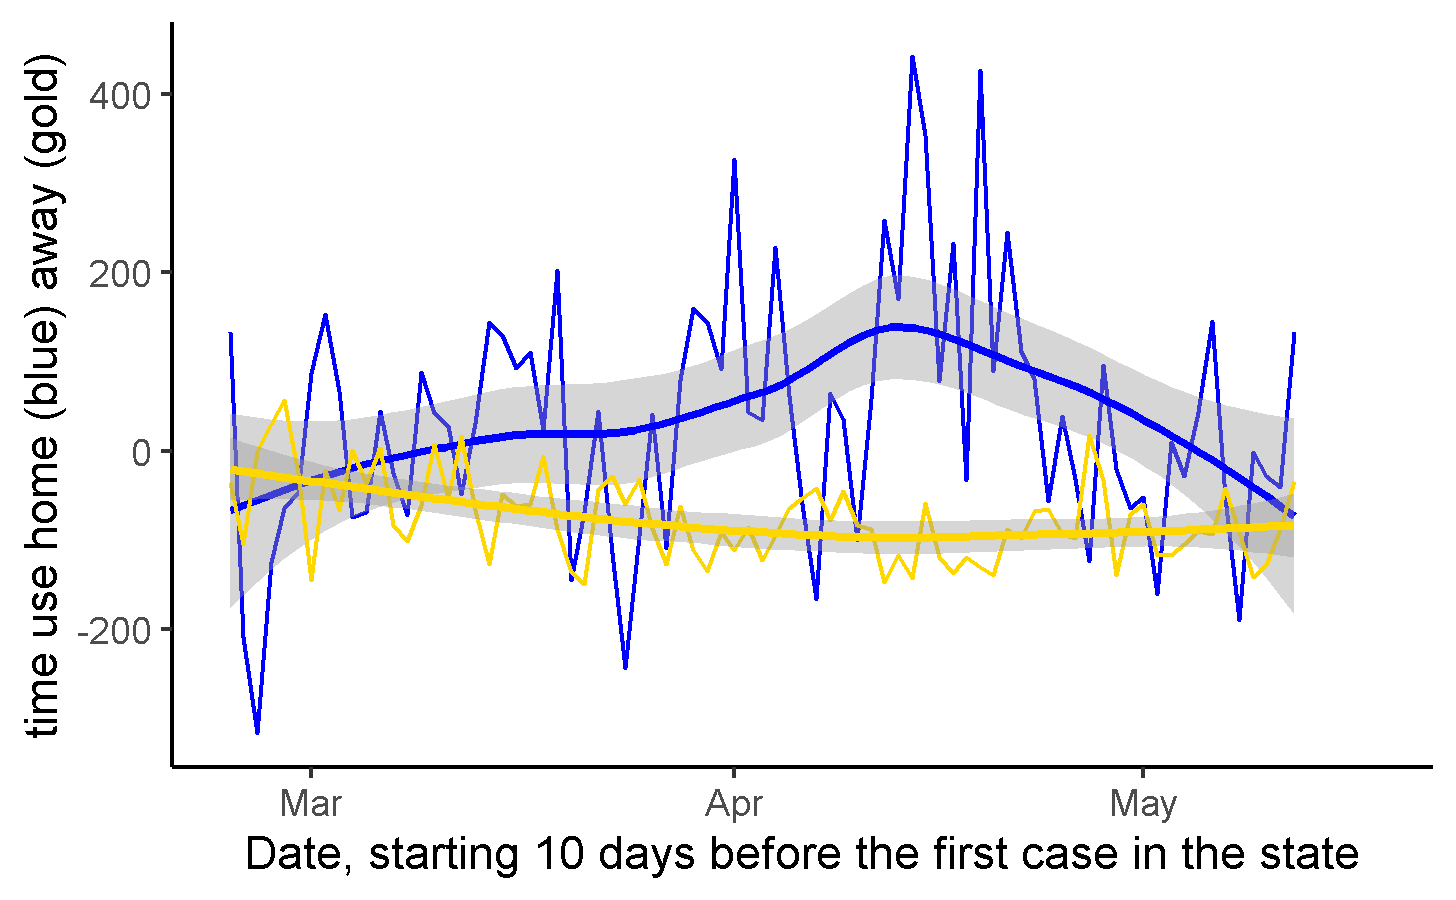 time use home (blue) away (gold)
400
200
0
-200
Mar
Apr
May
Date, starting 10 days before the first case in the state